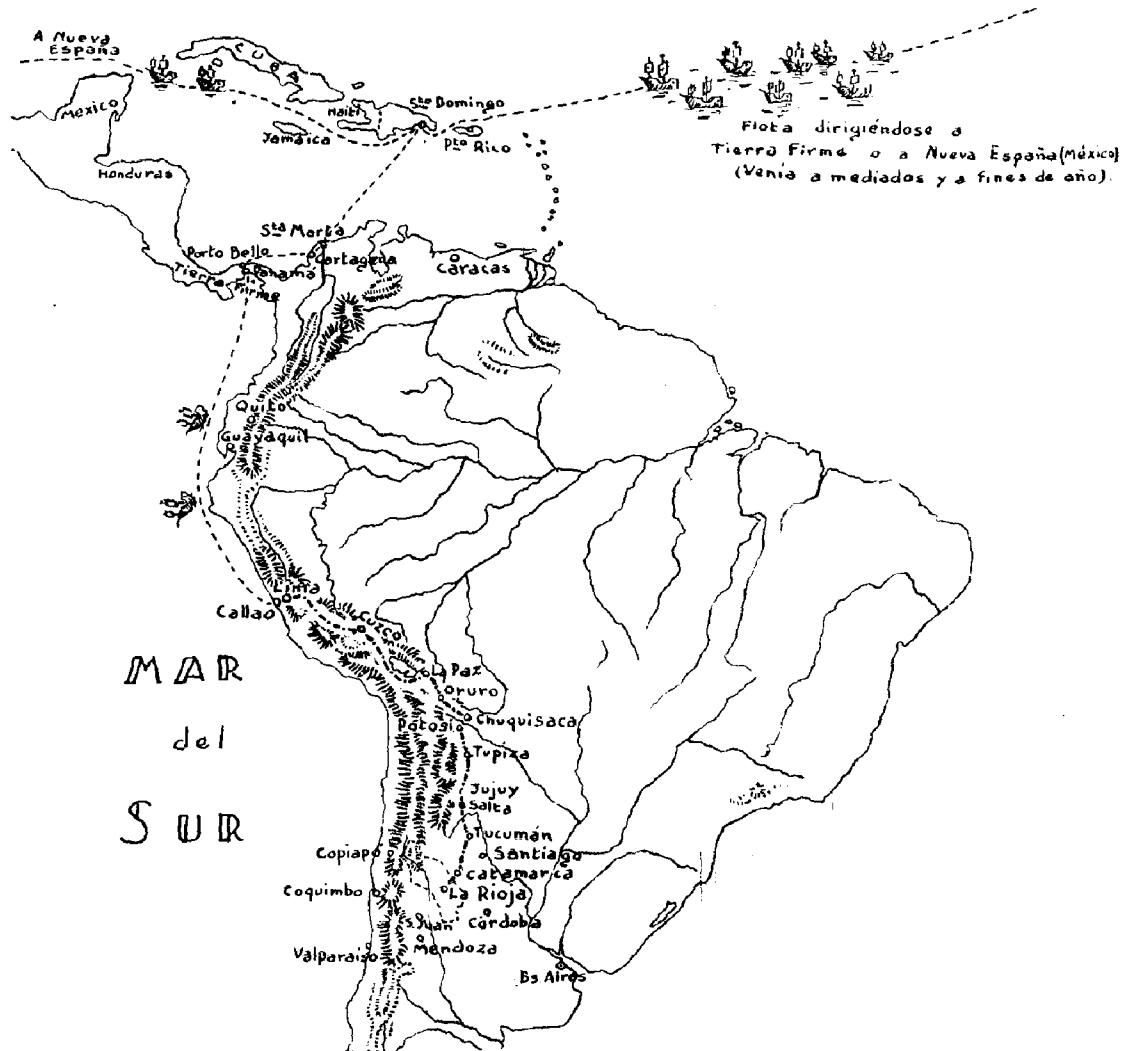 A Nueva
España
CUBA
Mexico
Haití
Sto Domingo
Jamáica
Pto Rico
Honduras
Flota dirigiéndose a
Tierra Firme o a Nueva España (México)
(Venía a mediados y a fines de año).
Sta Marta
Porto Bello
Cartagena
Caracas
Panamá
Tierra
Firme
Quito
Guayaquil
Lima
Callao
Cuzco
MAR
del
SUR
La Paz
Oruro
Chuquisaca
Potosí
Tupiza
Jujuy
Salta
Tucumán
Copiapó
Santiago
Catamarca
Coquimbo
La Rioja
S. Juan
Córdoba
Valparaiso
Mendoza
Bs Aires